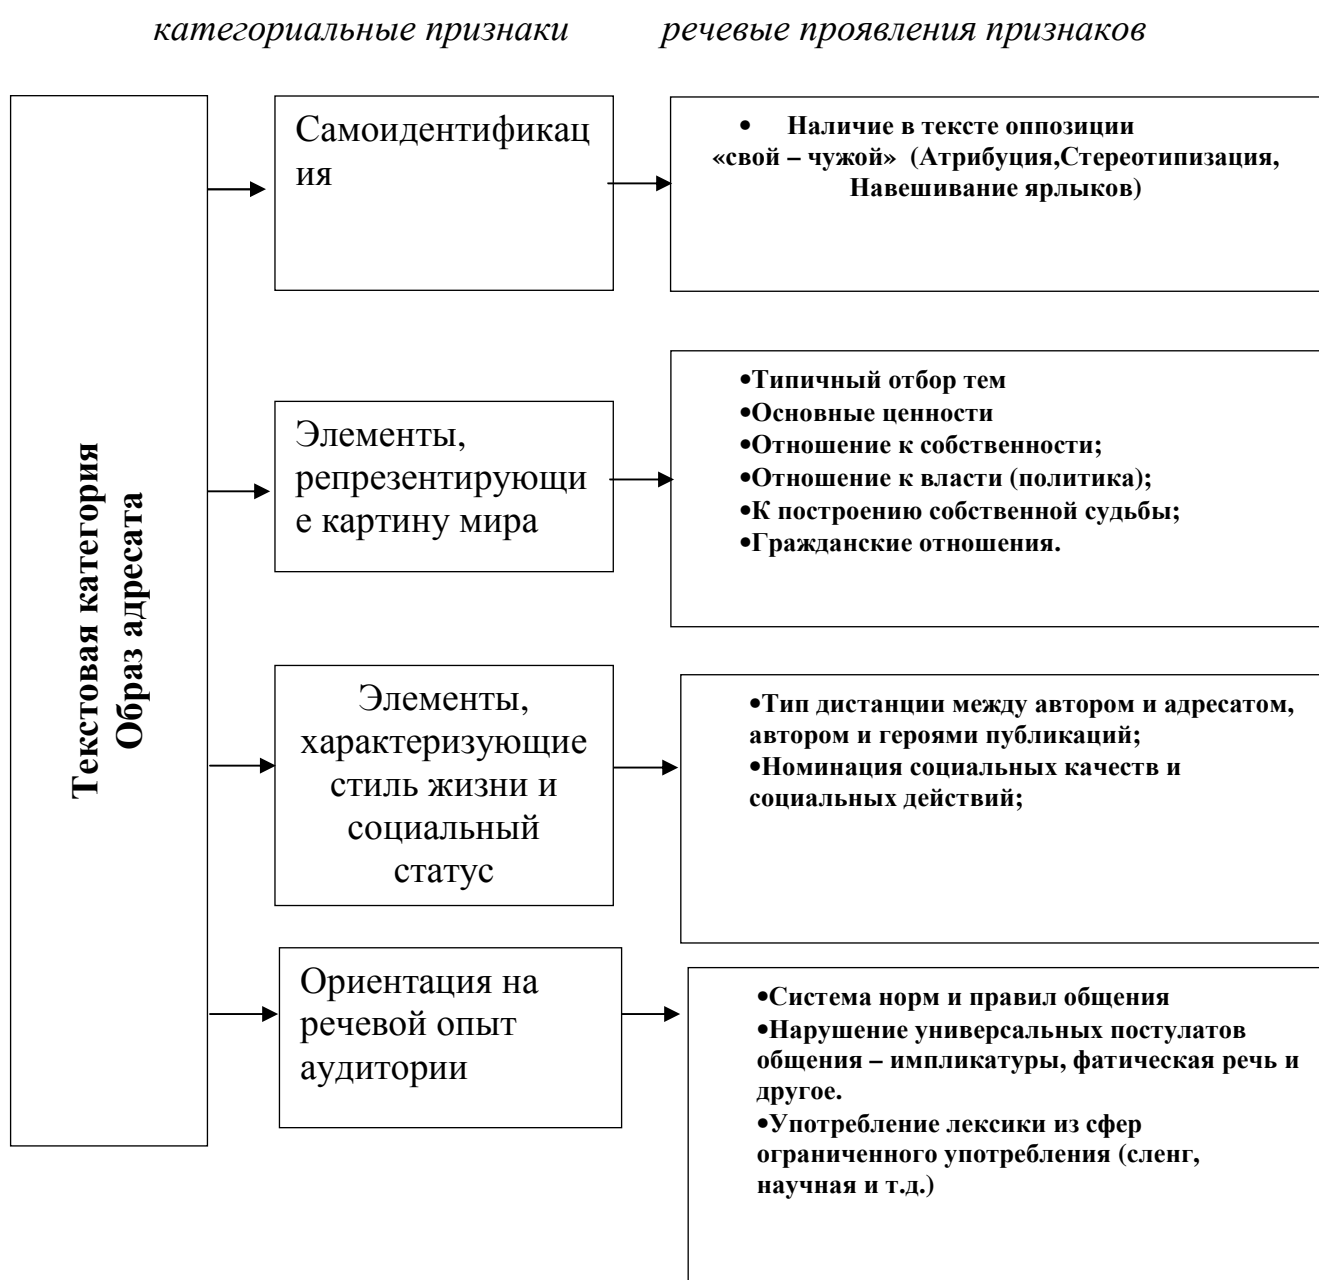 категориальные признаки речевые проявления признаков
Текстовая категория
Образ адресата
Самоидентификац
ия
• Наличие в тексте оппозиции
«свой – чужой» (Атрибуция,Стереотипизация,
Навешивание ярлыков)
Элементы,
репрезентирующи
е картину мира
•Типичный отбор тем
•Основные ценности
•Отношение к собственности;
•Отношение к власти (политика);
•К построению собственной судьбы;
•Гражданские отношения.
Элементы,
характеризующие
стиль жизни и
социальный
статус
•Тип дистанции между автором и адресатом,
автором и героями публикаций;
•Номинация социальных качеств и
социальных действий;
Ориентация на
речевой опыт
аудитории
•Система норм и правил общения
•Нарушение универсальных постулатов
общения – импликатуры, фатическая речь и
другое.
•Употребление лексики из сфер
ограниченного употребления (сленг,
научная и т.д.)